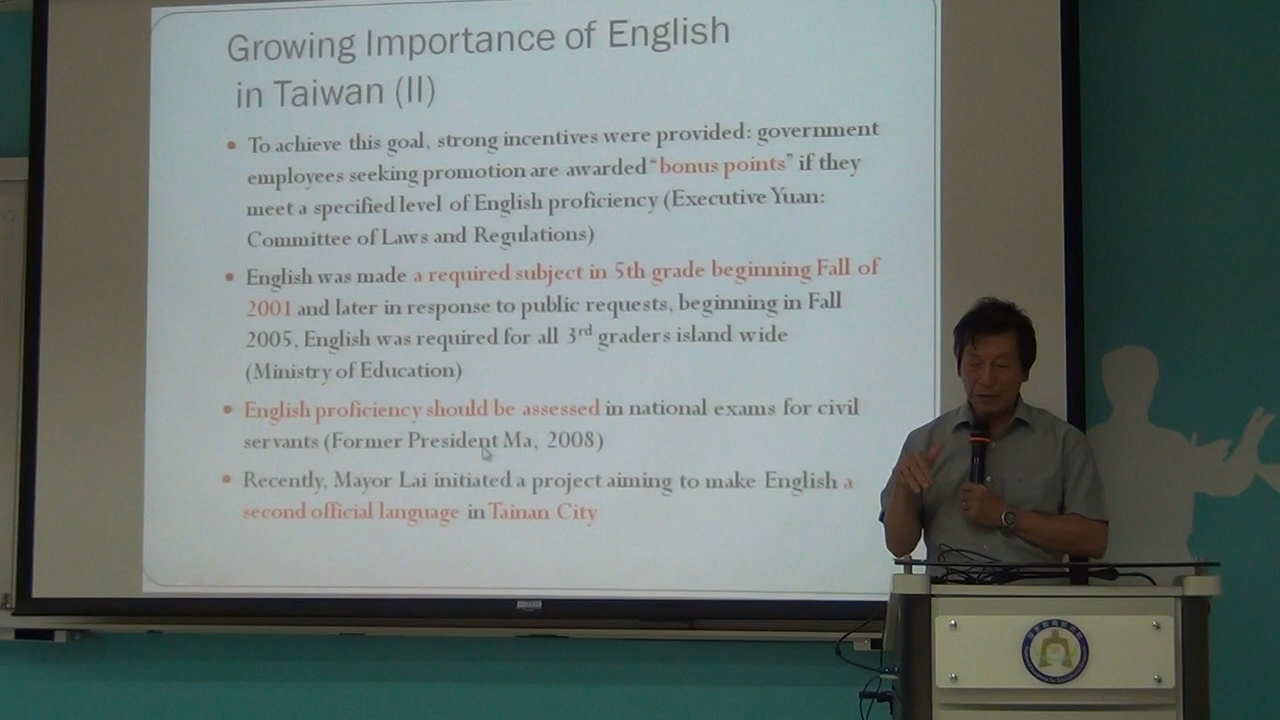 Growing Importance of English
in Taiwan (II)
• To achieve this goal, strong incentives were provided: government
employees seeking promotion are awarded “bonus points” if they
meet a specified level of English proficiency (Executive Yuan:
Committee of Laws and Regulations)
• English was made a required subject in 5th grade beginning Fall of
2001 and later in response to public requests, beginning in Fall
2005, English was required for all 3rd graders island wide
(Ministry of Education)
• English proficiency should be assessed in national exams for civil
servants (Former President Ma, 2008)
• Recently, Mayor Lai initiated a project aiming to make English a
second official language in Tainan City